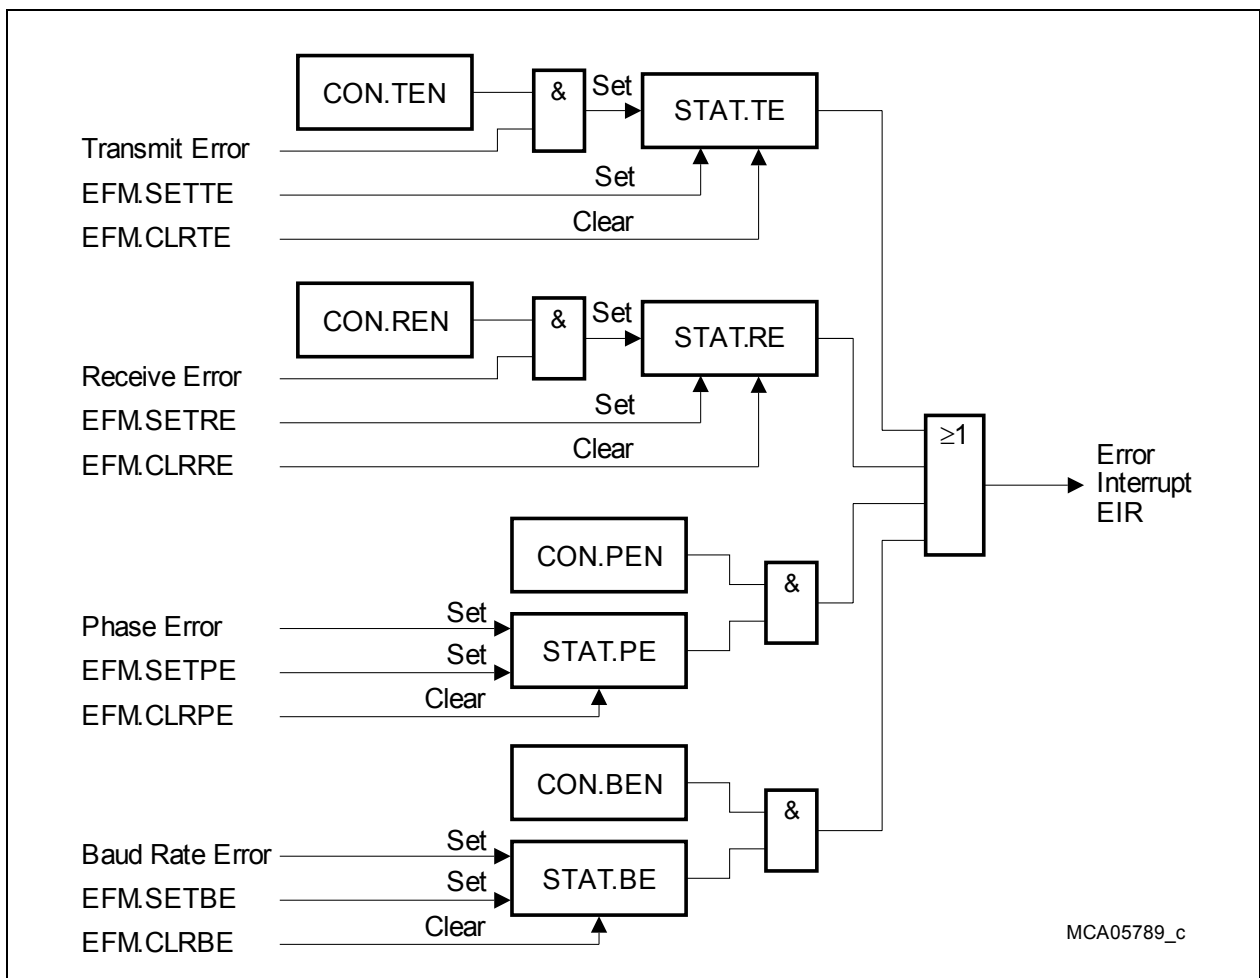 CON.TEN
&
Set
STAT.TE
Transmit Error
EFM.SETTE
Set
EFM.CLRTE
Clear
CON.REN
&
Set
STAT.RE
Receive Error
EFM.SETRE
Set
EFM.CLRRE
Clear
≥1
Error
Interrupt
EIR
CON.PEN
&
Phase Error
Set
STAT.PE
EFM.SETPE
Set
EFM.CLRPE
Clear
CON.BEN
&
Baud Rate Error
Set
STAT.BE
EFM.SETBE
Set
EFM.CLRBE
Clear
MCA05789_c